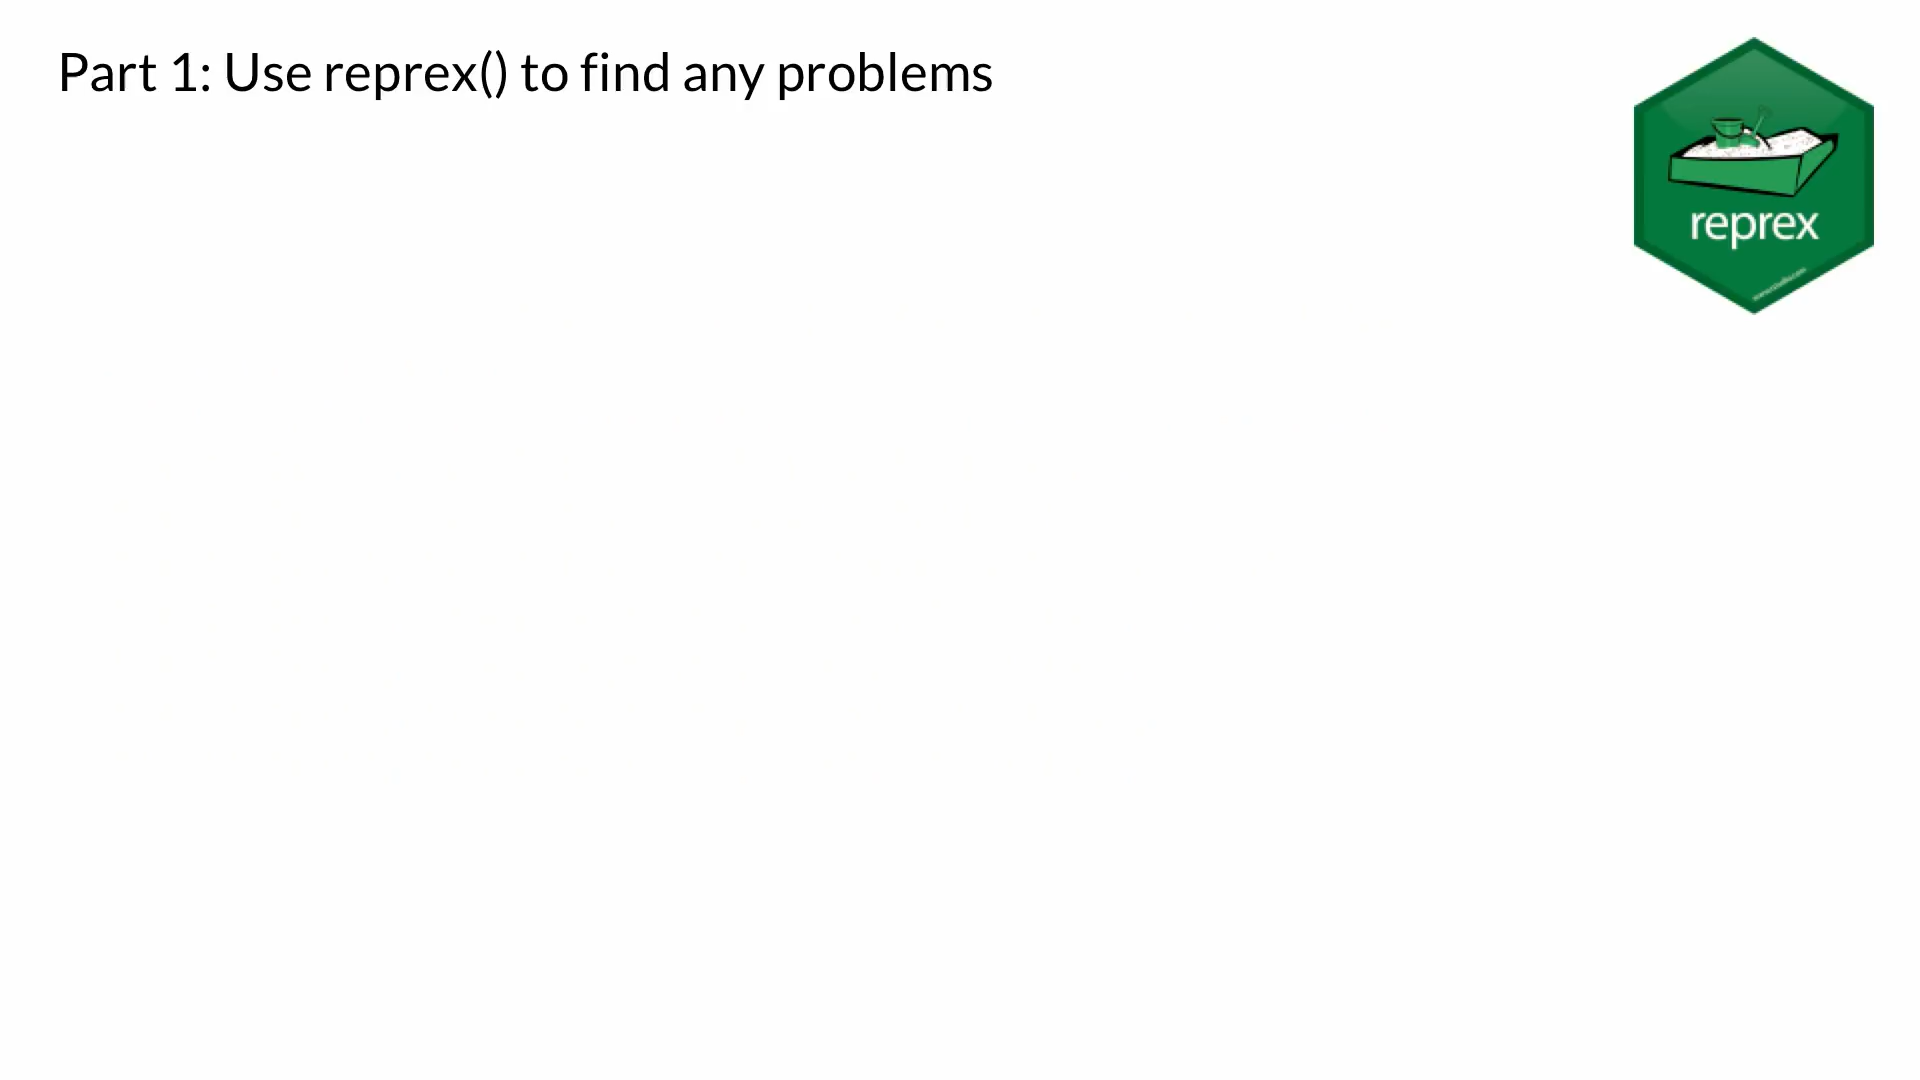 Part 1: Use reprex() to find any problems
reprex